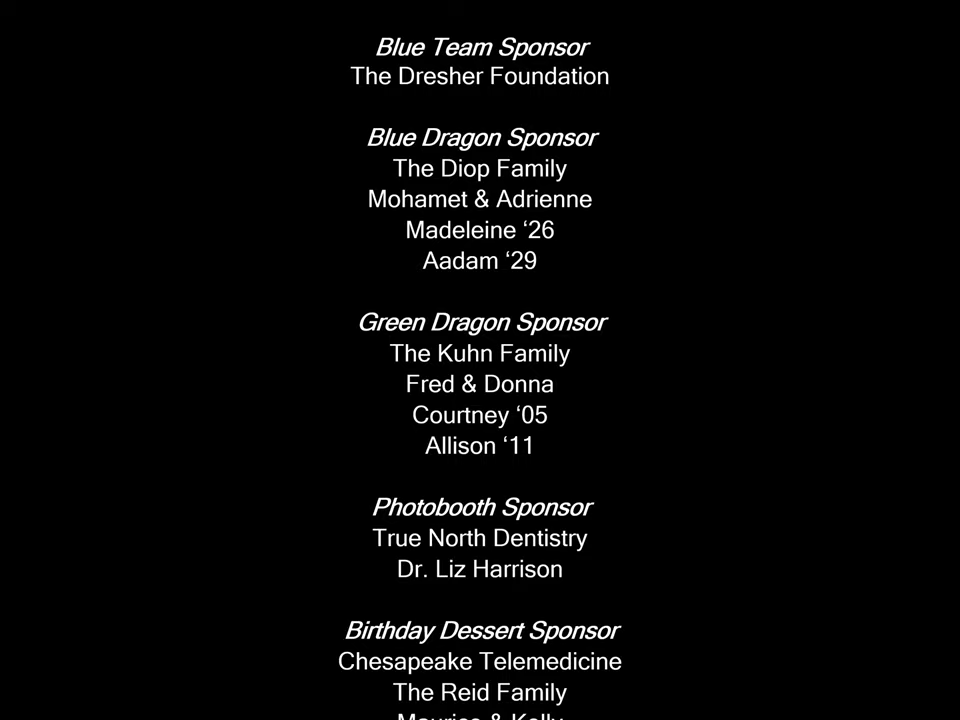 Blue Team Sponsor
The Dresher Foundation
Blue Dragon Sponsor
The Diop Family
Mohamet & Adrienne
Madeleine ‘26
Aadam ‘29
Green Dragon Sponsor
The Kuhn Family
Fred & Donna
Courtney ‘05
Allison ‘11
Photobooth Sponsor
True North Dentistry
Dr. Liz Harrison
Birthday Dessert Sponsor
Chesapeake Telemedicine
The Reid Family
Maurice & Kelly